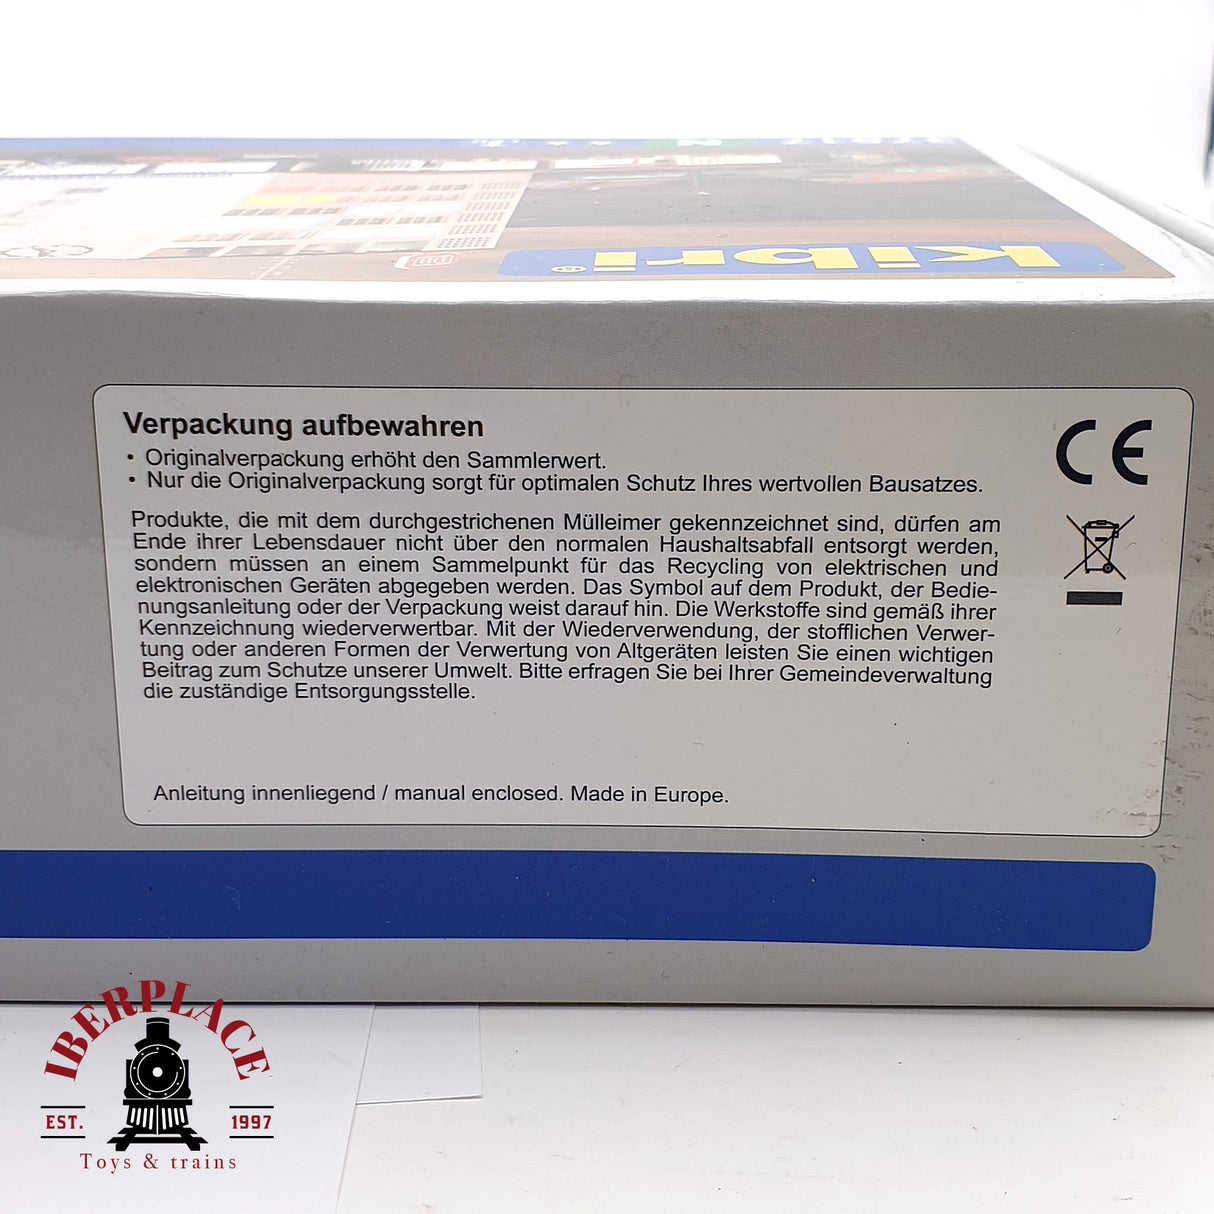 N
kibri®
Verpackung aufbewahren
• Originalverpackung erhöht den Sammlerwert.
• Nur die Originalverpackung sorgt für optimalen Schutz Ihres wertvollen Bausatzes.
Produkte, die mit dem durchgestrichenen Mülleimer gekennzeichnet sind, dürfen am
Ende ihrer Lebensdauer nicht über den normalen Haushaltsabfall entsorgt werden,
sondern müssen an einem Sammelpunkt für das Recycling von elektrischen und
elektronischen Geräten abgegeben werden. Das Symbol auf dem Produkt, der Bedie-
nungsanleitung oder der Verpackung weist darauf hin. Die Werkstoffe sind gemäß ihrer
Kennzeichnung wiederverwertbar. Mit der Wiederverwendung, der stofflichen Verwer-
tung oder anderen Formen der Verwertung von Altgeräten leisten Sie einen wichtigen
Beitrag zum Schutze unserer Umwelt. Bitte erfragen Sie bei Ihrer Gemeindeverwaltung
die zuständige Entsorgungsstelle.
Anleitung innenliegend / manual enclosed. Made in Europe.
CE
IBERPLACE
EST. 1997
Toys & trains